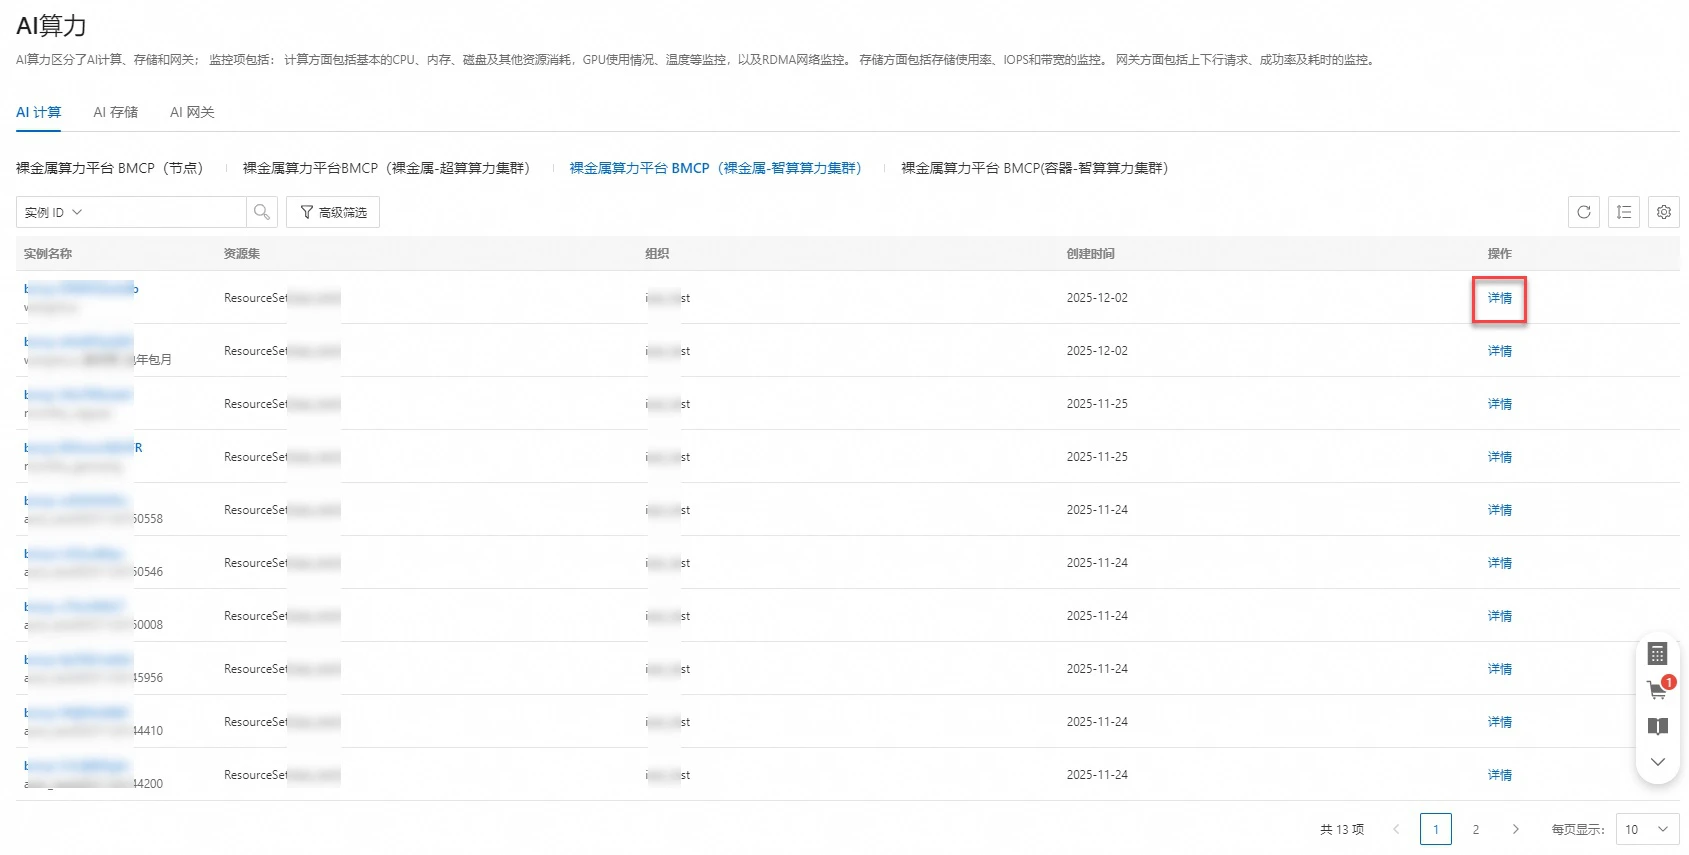 AI算力
AI算力区分了AI计算、存储和网关； 监控项包括： 计算方面包括基本的CPU、内存、磁盘及其他资源消耗，GPU使用情况、温度等监控，以及RDMA网络监控。 存储方面包括存储使用率、IOPS和带宽的监控。 网关方面包括上下行请求、成功率及耗时的监控。
AI 计算 AI 存储 AI 网关
裸金属算力平台 BMCP（节点） 裸金属算力平台BMCP（裸金属-超算算力集群） 裸金属算力平台 BMCP（裸金属-智算算力集群） 裸金属算力平台 BMCP(容器-智算算力集群)
实例 ID 高级筛选
实例名称 资源集 组织 创建时间 操作
ResourceSet 2025-12-02 详情
年包月
ResourceSet 2025-12-02 详情
ResourceSet 2025-11-25 详情
ResourceSet 2025-11-25 详情
ResourceSet 2025-11-24 详情
50558
ResourceSet 2025-11-24 详情
50546
ResourceSet 2025-11-24 详情
50008
ResourceSet 2025-11-24 详情
45956
ResourceSet 2025-11-24 详情
44410
ResourceSet 2025-11-24 详情
44200
1
共 13 项 1 2 每页显示： 10